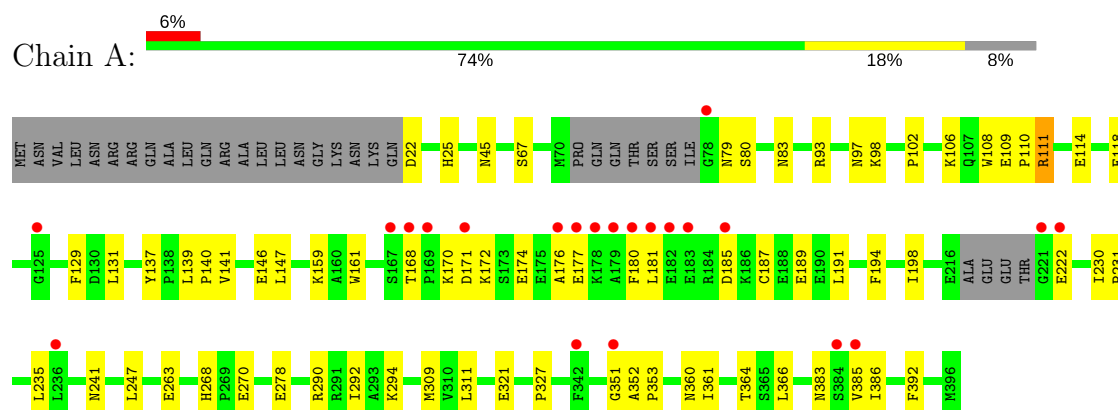 6%
Chain A:
74% 18% 8%
MET ASN VAL LEU ASN ARG ARG GLN ALA LEU GLN ARG ALA LEU LEU ASN GLY LYS ASN LYS GLN D22 H25 N45 S67 M70 PRO GLN GLN THR SER SER ILE G78 N79 S80 N83 R93 N97 K98 P102 K106 Q107 W108 E109 P110 R111 E114
G125 F129 D130 L131 Y137 P138 L139 P140 V141 E146 L147 K159 A160 W161 S167 T168 P169 K170 D171 K172 S173 E174 E175 A176 E177 K178 A179 F180 L181 E182 E183 R184 D185 K186 C187 E188 E189 E190 L191 F194 I198 E216 ALA GLU GLU THR G221 E222 I230
L235 L236 N241 L247 E263 H268 P269 E270 E278 R290 R291 I292 A293 K294 M309 V310 L311 E321 P327 F342 G351 A352 P353 N360 I361 T364 S365 L366 N383 S384 V385 I386 F392 M396